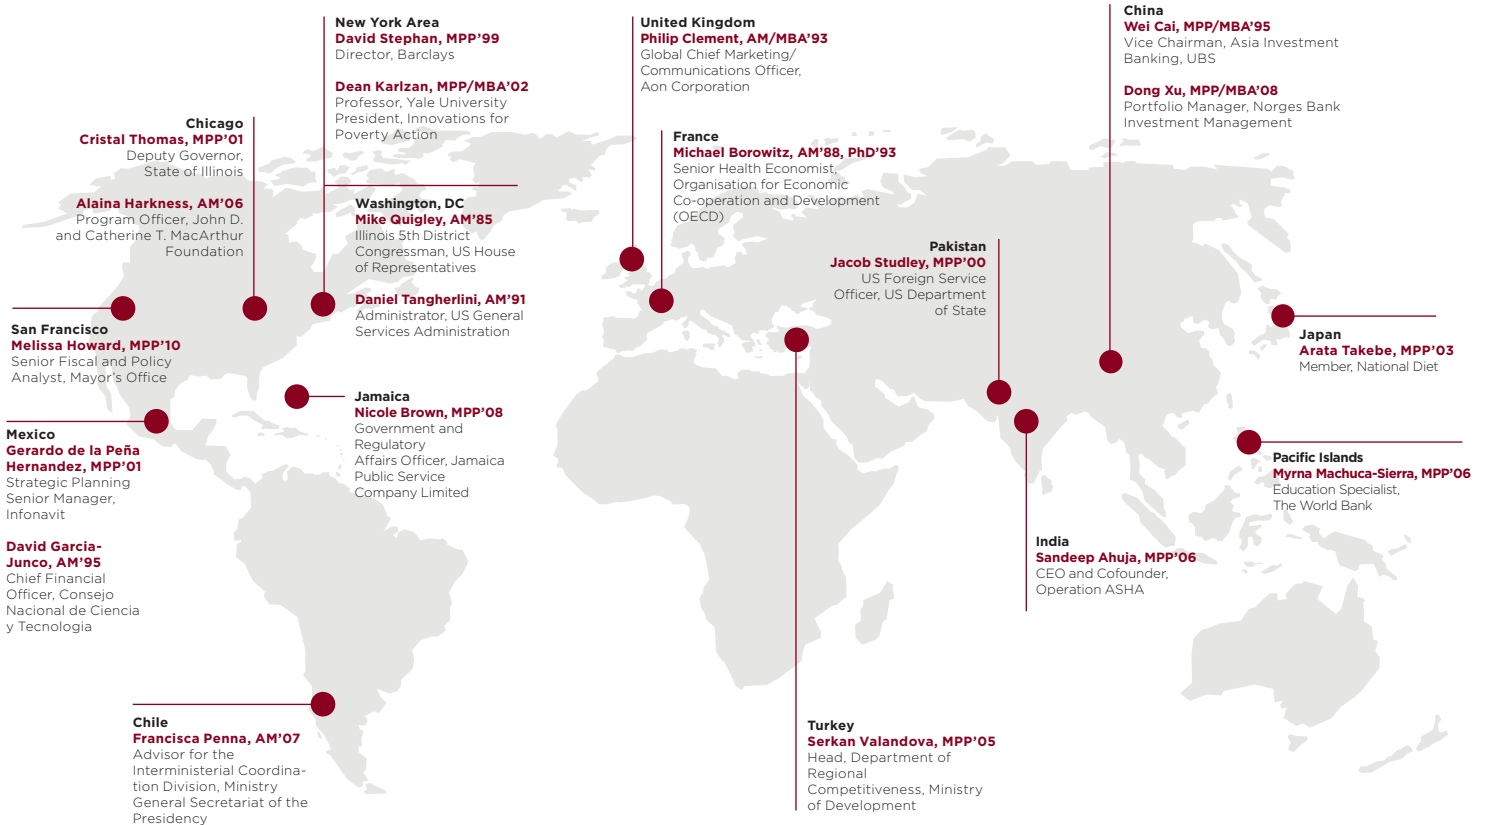 New York Area
David Stephan, MPP’99
Director, Barclays
Dean Karlzan, MPP/MBA’02
Professor, Yale University
President, Innovations for
Poverty Action
United Kingdom
Philip Clement, AM/MBA’93
Global Chief Marketing/
Communications Officer,
Aon Corporation
China
Wei Cai, MPP/MBA’95
Vice Chairman, Asia Investment
Banking, UBS
Dong Xu, MPP/MBA’08
Portfolio Manager, Norges Bank
Investment Management
Chicago
Cristal Thomas, MPP’01
Deputy Governor,
State of Illinois
Alaina Harkness, AM’06
Program Officer, John D.
and Catherine T. MacArthur
Foundation
France
Michael Borowitz, AM’88, PhD’93
Senior Health Economist,
Organisation for Economic
Co-operation and Development
(OECD)
Washington, DC
Mike Quigley, AM’85
Illinois 5th District
Congressman, US House
of Representatives
Daniel Tangherlini, AM’91
Administrator, US General
Services Administration
Pakistan
Jacob Studley, MPP’00
US Foreign Service
Officer, US Department
of State
San Francisco
Melissa Howard, MPP’10
Senior Fiscal and Policy
Analyst, Mayor’s Office
Japan
Arata Takebe, MPP’03
Member, National Diet
Jamaica
Nicole Brown, MPP’08
Government and
Regulatory
Affairs Officer, Jamaica
Public Service
Company Limited
Mexico
Gerardo de la Peña
Hernandez, MPP’01
Strategic Planning
Senior Manager,
Infonavit
David Garcia-
Junco, AM’95
Chief Financial
Officer, Consejo
Nacional de Ciencia
y Tecnologia
Pacific Islands
Myrna Machuca-Sierra, MPP’06
Education Specialist,
The World Bank
India
Sandeep Ahuja, MPP’06
CEO and Cofounder,
Operation ASHA
Chile
Francisca Penna, AM’07
Advisor for the
Interministerial Coordina-
tion Division, Ministry
General Secretariat of the
Presidency
Turkey
Serkan Valandova, MPP’05
Head, Department of
Regional
Competitiveness, Ministry
of Development